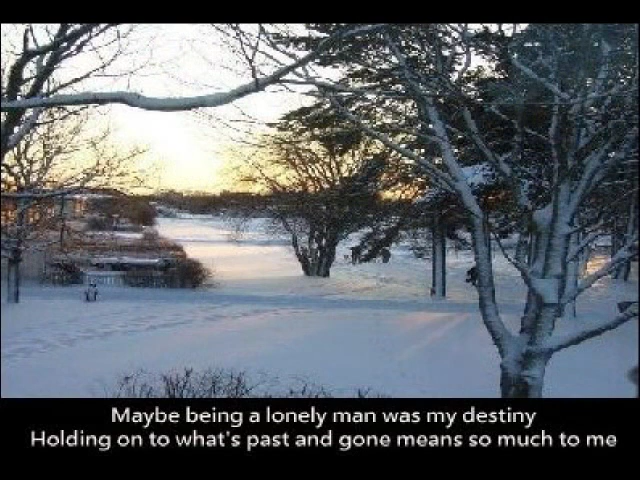 Maybe being a lonely man was my destiny
Holding on to what's past and gone means so much to me